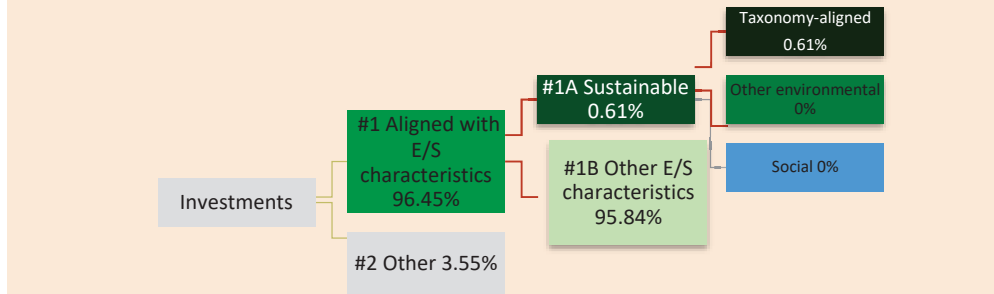 Investments
#1 Aligned with
E/S
characteristics
96.45%
#2 Other 3.55%
#1A Sustainable
0.61%
#1B Other E/S
characteristics
95.84%
Taxonomy-aligned
0.61%
Other environmental
0%
Social 0%